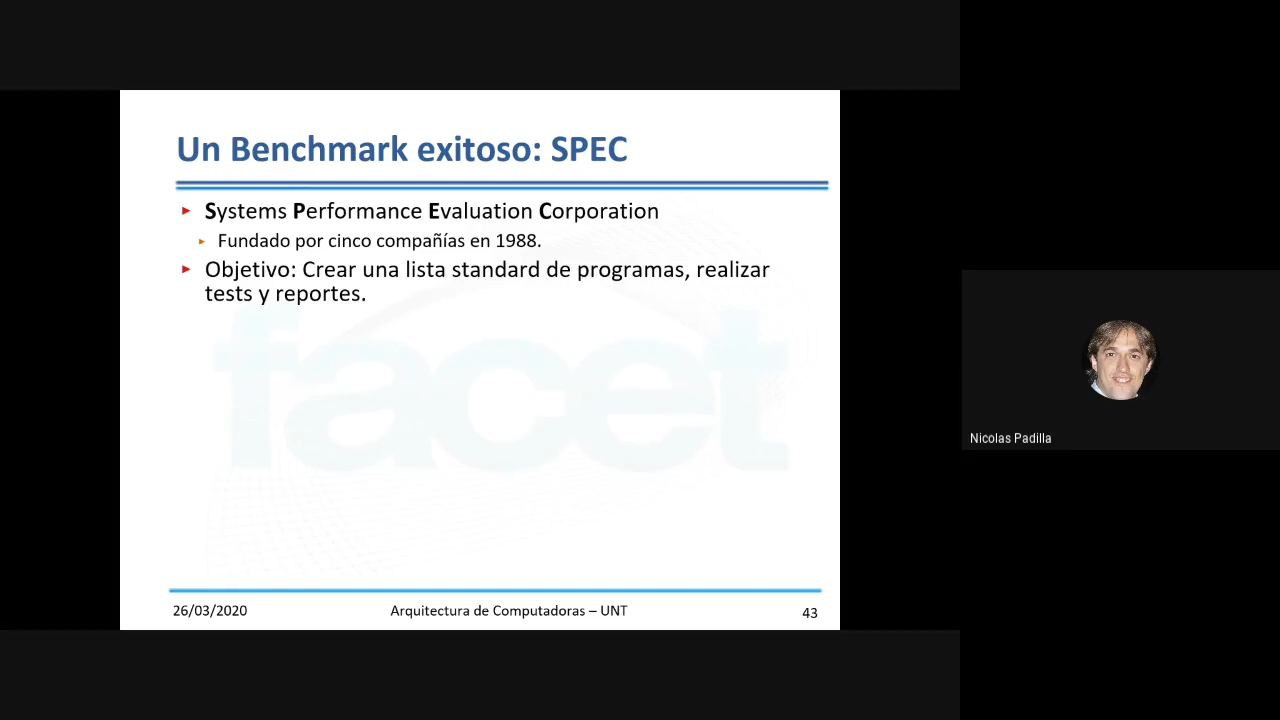 Un Benchmark exitoso: SPEC
Systems Performance Evaluation Corporation
Fundado por cinco compañías en 1988.
Objetivo: Crear una lista standard de programas, realizar
tests y reportes.
facet
26/03/2020
Arquitectura de Computadoras – UNT
43
Nicolas Padilla